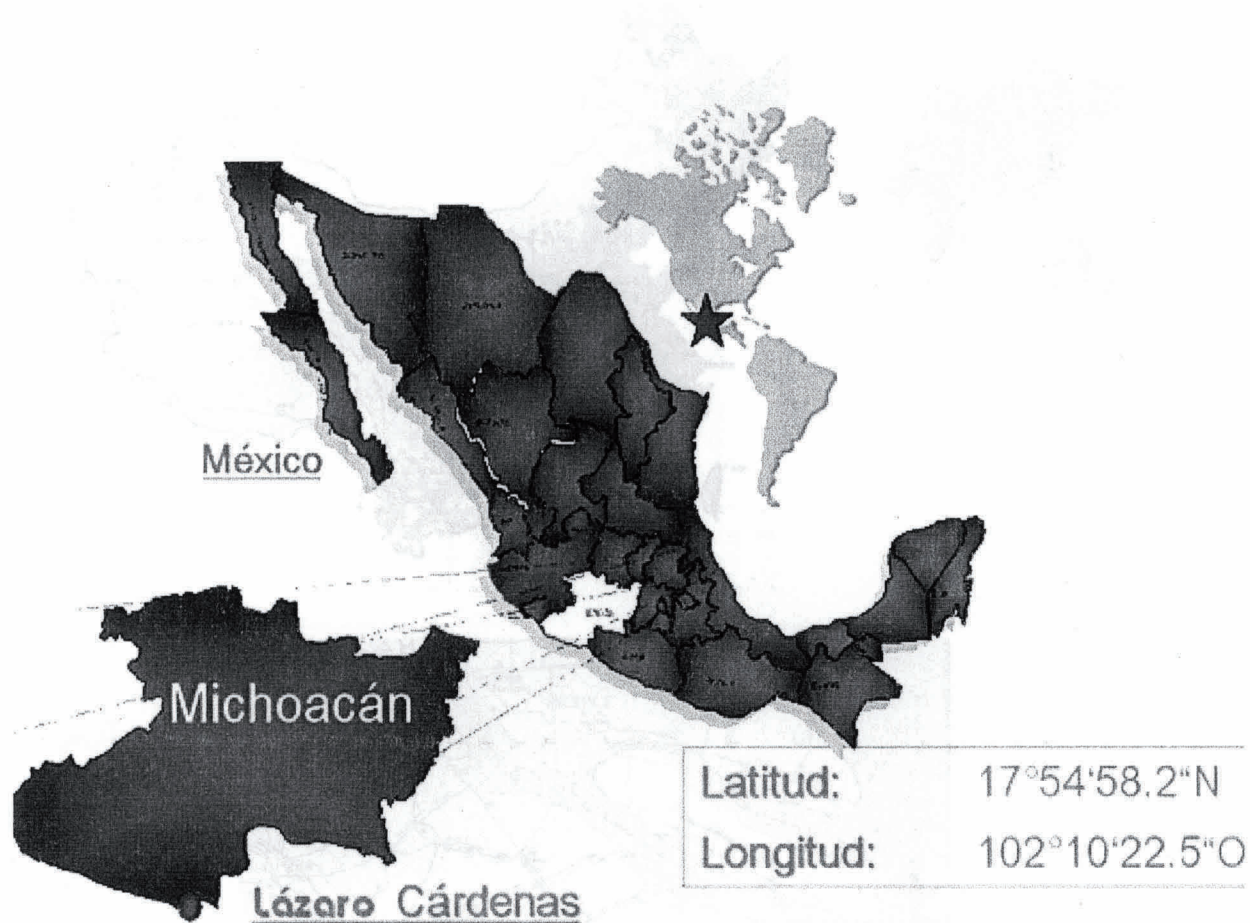 México
Michoacán
Latitud: 17°54'58.2"N
Longitud: 102°10'22.5"O
Lázaro Cárdenas